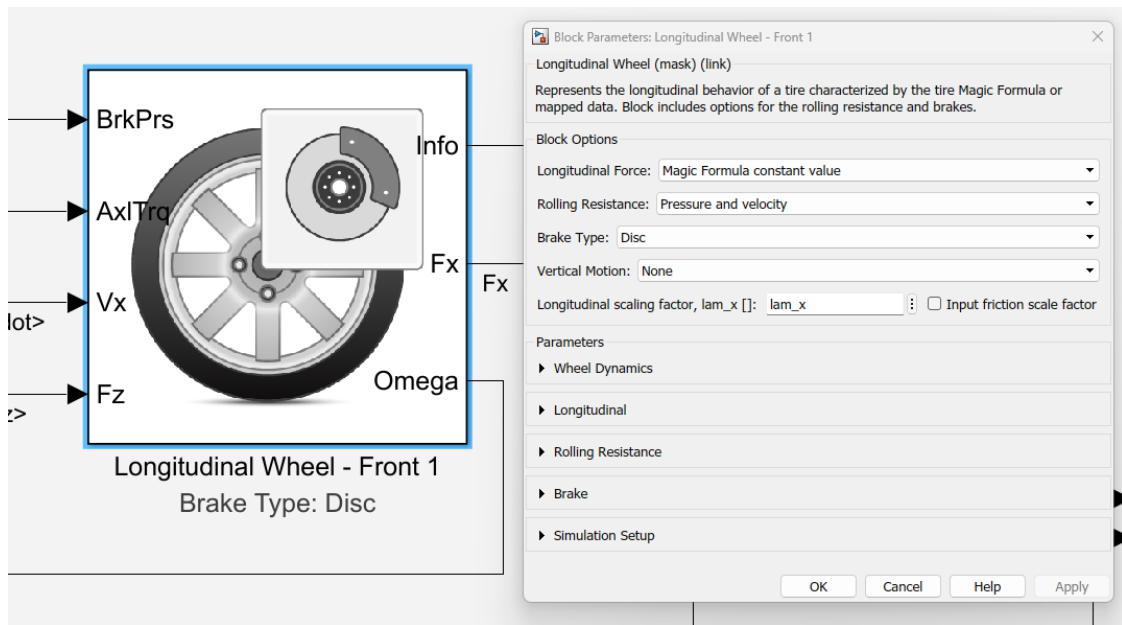 BrkPrs
AxlTrq
Vx
lot>
Fz
z>
Info
Fx
Fx
Omega
Longitudinal Wheel - Front 1
Brake Type: Disc
Block Parameters: Longitudinal Wheel - Front 1
Longitudinal Wheel (mask) (link)
Represents the longitudinal behavior of a tire characterized by the tire Magic Formula or
mapped data. Block includes options for the rolling resistance and brakes.
Block Options
Longitudinal Force: Magic Formula constant value
Rolling Resistance: Pressure and velocity
Brake Type: Disc
Vertical Motion: None
Longitudinal scaling factor, lam_x []: lam_x Input friction scale factor
Parameters
Wheel Dynamics
Longitudinal
Rolling Resistance
Brake
Simulation Setup
OK Cancel Help Apply